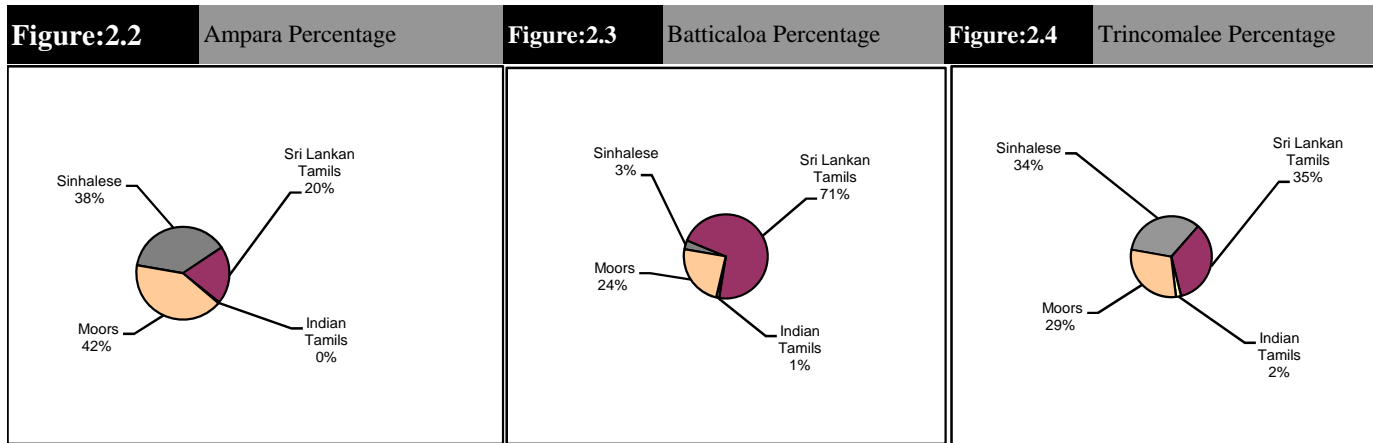 Figure:2.2
Ampara Percentage
Sinhalese
38%
Sri Lankan
Tamils
20%
Moors
42%
Indian
Tamils
0%
Figure:2.3
Batticaloa Percentage
Sinhalese
3%
Sri Lankan
Tamils
71%
Moors
24%
Indian
Tamils
1%
Figure:2.4
Trincomalee Percentage
Sinhalese
34%
Sri Lankan
Tamils
35%
Moors
29%
Indian
Tamils
2%